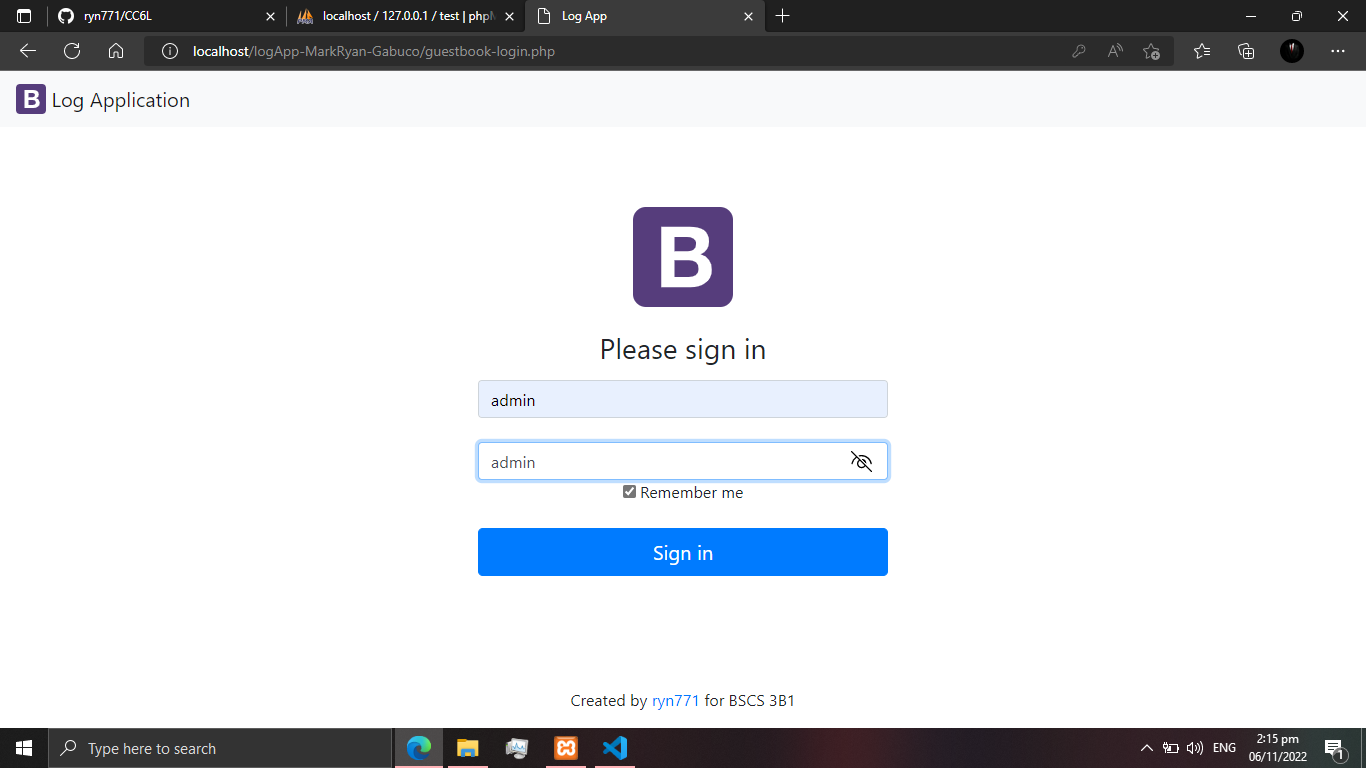 ryn771/CC6L
localhost / 127.0.0.1 / test | phpM
Log App
localhost/logApp-MarkRyan-Gabuco/guestbook-login.php
B Log Application
B
Please sign in
admin
admin
Remember me
Sign in
Created by ryn771 for BSCS 3B1
Type here to search
ENG
2:15 pm
06/11/2022
1